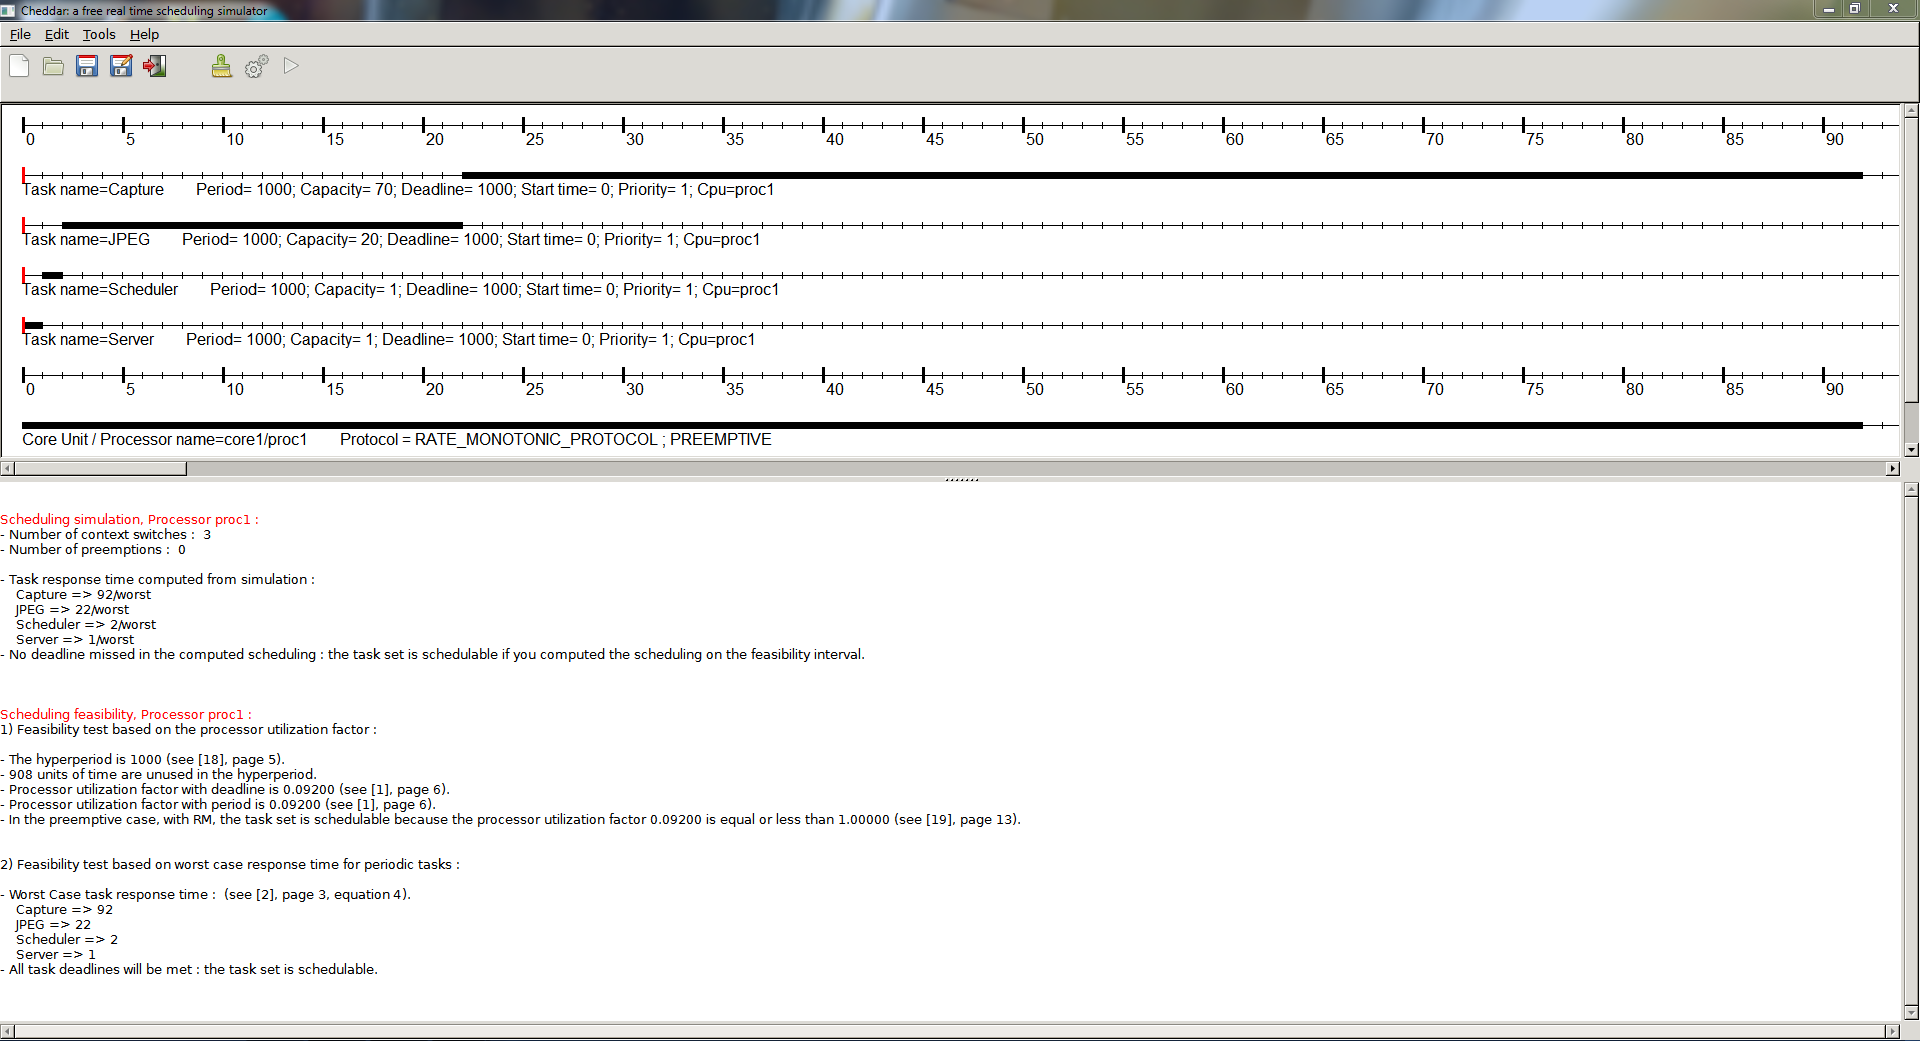 Cheddar: a free real time scheduling simulator
File Edit Tools Help
0 5 10 15 20 25 30 35 40 45 50 55 60 65 70 75 80 85 90
Task name=Capture Period= 1000; Capacity= 70; Deadline= 1000; Start time= 0; Priority= 1; Cpu=proc1
Task name=JPEG Period= 1000; Capacity= 20; Deadline= 1000; Start time= 0; Priority= 1; Cpu=proc1
Task name=Scheduler Period= 1000; Capacity= 1; Deadline= 1000; Start time= 0; Priority= 1; Cpu=proc1
Task name=Server Period= 1000; Capacity= 1; Deadline= 1000; Start time= 0; Priority= 1; Cpu=proc1
0 5 10 15 20 25 30 35 40 45 50 55 60 65 70 75 80 85 90
Core Unit / Processor name=core1/proc1 Protocol = RATE_MONOTONIC_PROTOCOL ; PREEMPTIVE
Scheduling simulation, Processor proc1 :
- Number of context switches : 3
- Number of preemptions : 0
- Task response time computed from simulation :
Capture => 92/worst
JPEG => 22/worst
Scheduler => 2/worst
Server => 1/worst
- No deadline missed in the computed scheduling : the task set is schedulable if you computed the scheduling on the feasibility interval.
Scheduling feasibility, Processor proc1 :
1) Feasibility test based on the processor utilization factor :
- The hyperperiod is 1000 (see [18], page 5).
- 908 units of time are unused in the hyperperiod.
- Processor utilization factor with deadline is 0.09200 (see [1], page 6).
- Processor utilization factor with period is 0.09200 (see [1], page 6).
- In the preemptive case, with RM, the task set is schedulable because the processor utilization factor 0.09200 is equal or less than 1.00000 (see [19], page 13).
2) Feasibility test based on worst case response time for periodic tasks :
- Worst Case task response time : (see [2], page 3, equation 4).
Capture => 92
JPEG => 22
Scheduler => 2
Server => 1
- All task deadlines will be met : the task set is schedulable.